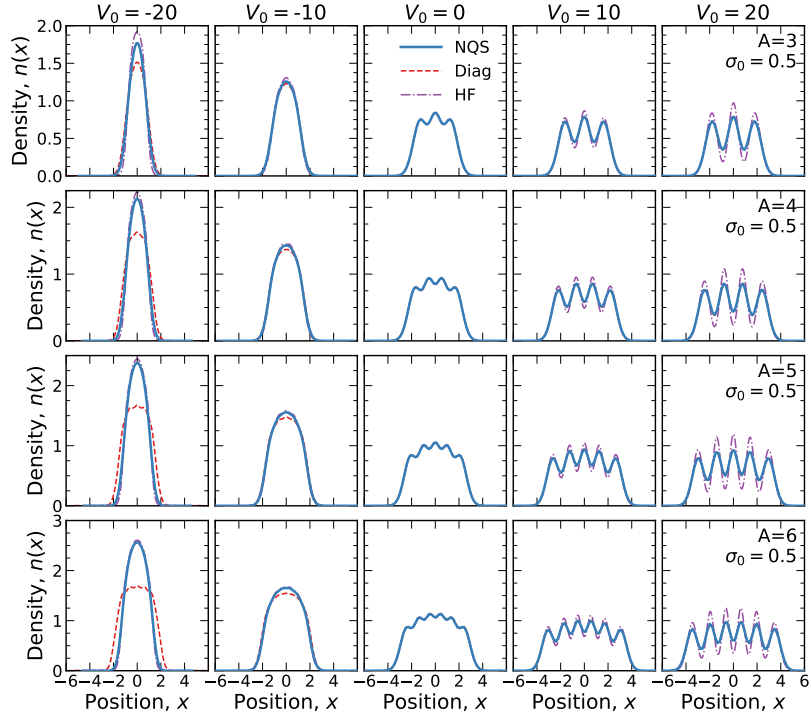 V₀ = -20 V₀ = -10 V₀ = 0 V₀ = 10 V₀ = 20
Density, n(x)
2.0
1.5
1.0
0.5
0.0
NQS
Diag
HF
A=3
σ₀ = 0.5
Density, n(x)
2
1
0
A=4
σ₀ = 0.5
Density, n(x)
2
1
0
A=5
σ₀ = 0.5
Density, n(x)
3
2
1
0
A=6
σ₀ = 0.5
−6 −4 −2 0 2 4 −6 −4 −2 0 2 4 −6 −4 −2 0 2 4 −6 −4 −2 0 2 4 −6 −4 −2 0 2 4 6
Position, x Position, x Position, x Position, x Position, x